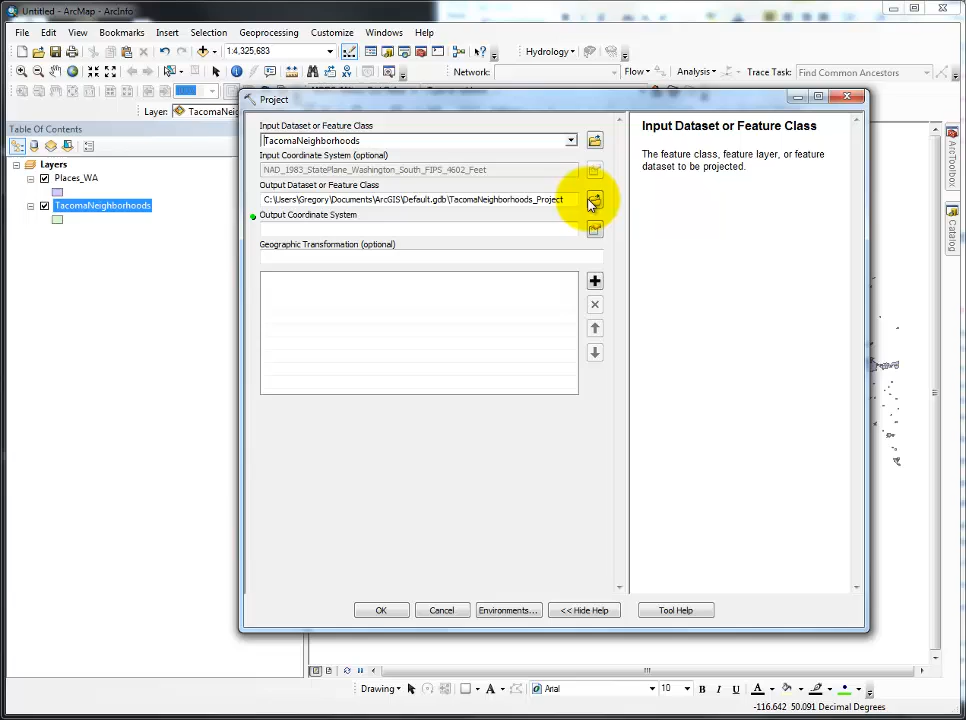 Untitled - ArcMap - ArcInfo
File Edit View Bookmarks Insert Selection Geoprocessing Customize Windows Help
1:4,325,683
Hydrology
Network:
Flow
Analysis
Trace Task: Find Common Ancestors
Layer: TacomaNeig
Table Of Contents
Layers
Places_WA
TacomaNeighborhoods
Project
Input Dataset or Feature Class
TacomaNeighborhoods
Input Coordinate System (optional)
NAD_1983_StatePlane_Washington_South_FIPS_4602_Feet
Output Dataset or Feature Class
C:\Users\Gregory\Documents\ArcGIS\Default.gdb\TacomaNeighborhoods_Project
Output Coordinate System
Geographic Transformation (optional)
OK Cancel Environments... << Hide Help Tool Help
Input Dataset or Feature Class
The feature class, feature layer, or feature
dataset to be projected.
ArcToolbox
Catalog
Drawing
A
Arial
10
B I U A
-116.642 50.091 Decimal Degrees